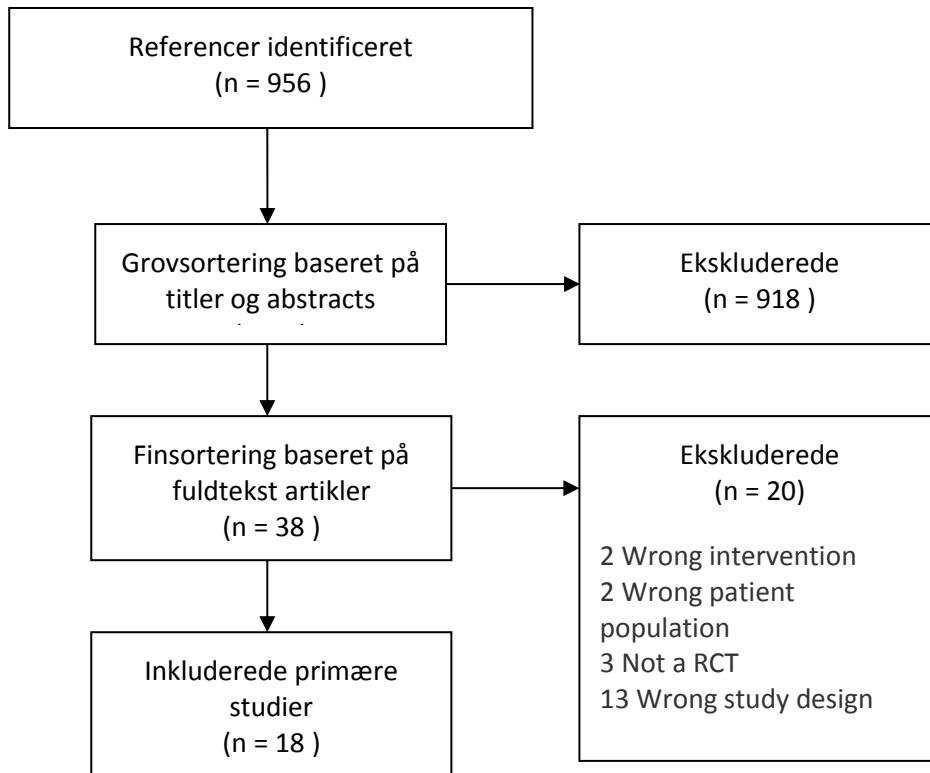 Referencer identificeret
(n = 956 )
Grovsortering baseret på
titler og abstracts
Ekskluderede
(n = 918 )
Finsortering baseret på
fuldtekst artikler
(n = 38 )
Ekskluderede
(n = 20)
2 Wrong intervention
2 Wrong patient
population
3 Not a RCT
13 Wrong study design
Inkluderede primære
studier
(n = 18 )